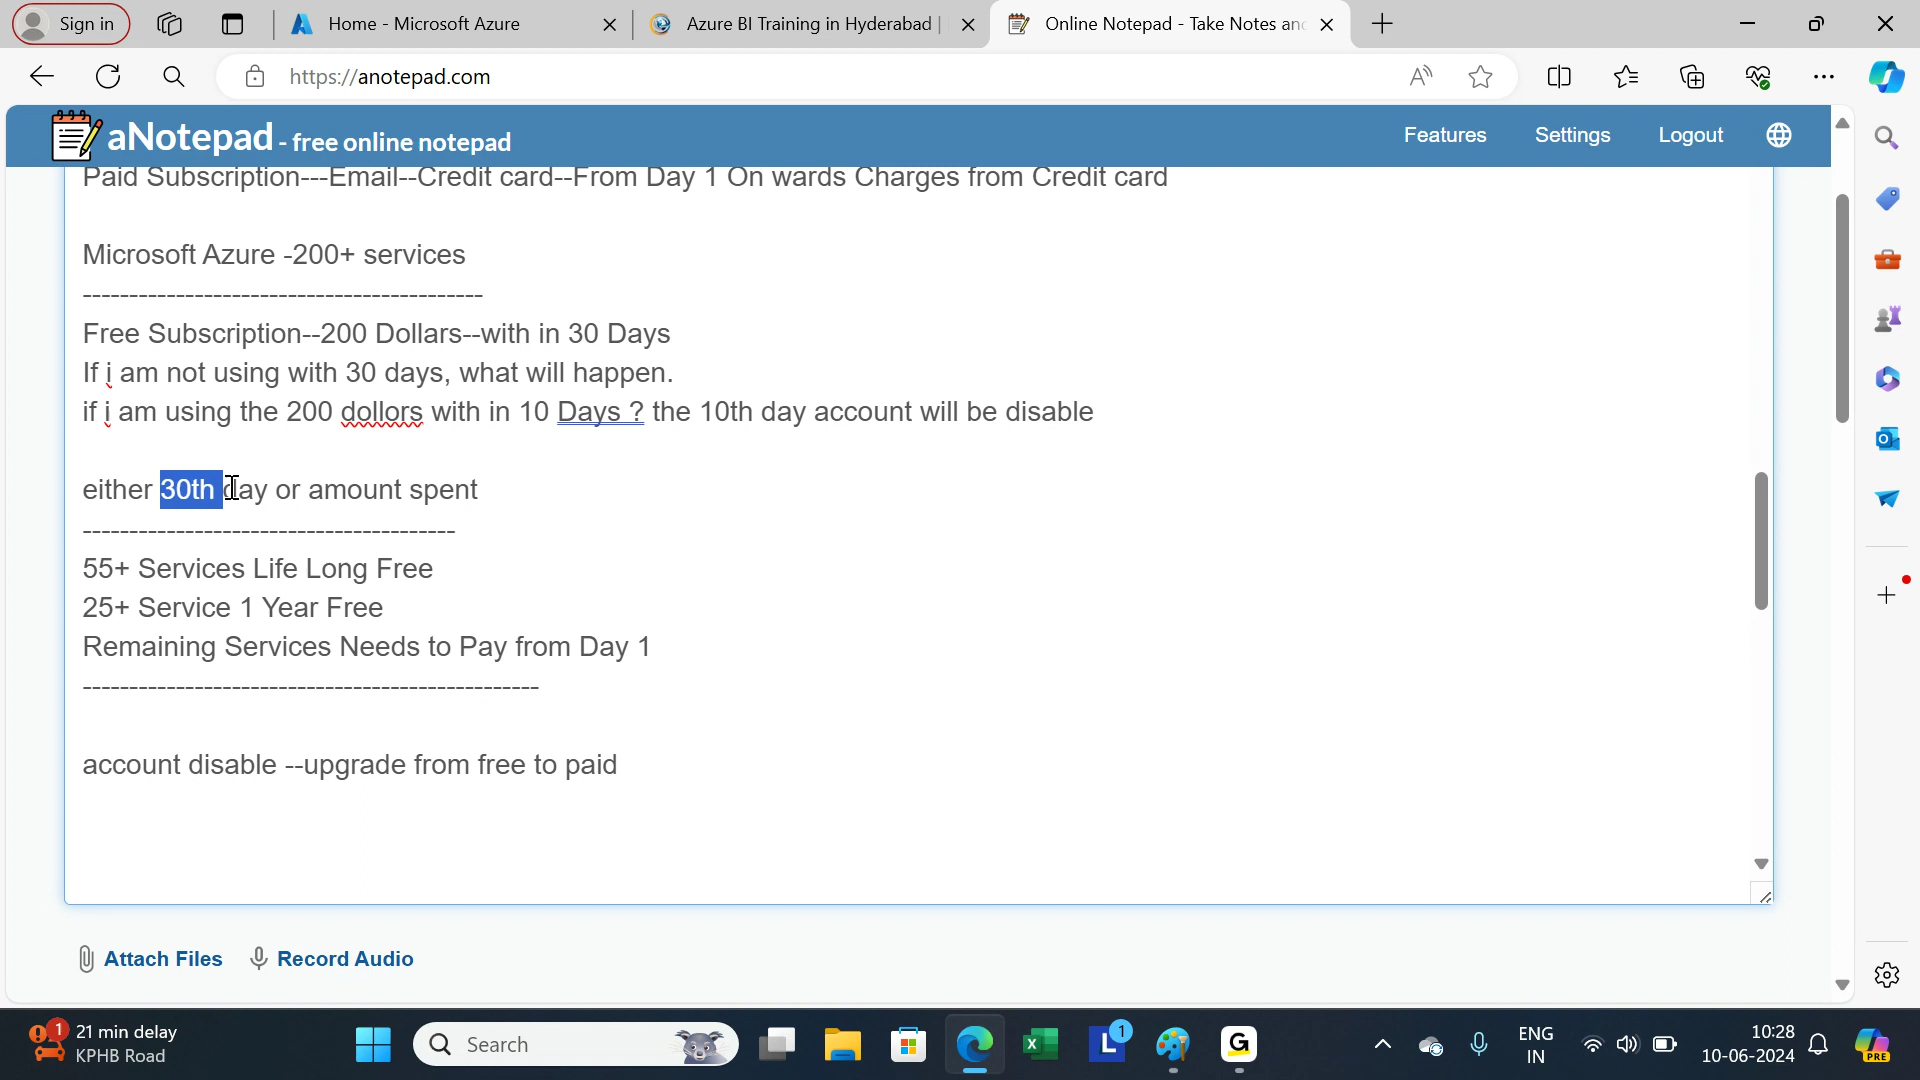 Sign in
Home - Microsoft Azure
Azure BI Training in Hyderabad |
Online Notepad - Take Notes an
https://anotepad.com
aNotepad - free online notepad
Features
Settings
Logout
Paid Subscription---Email--Credit card--From Day 1 On wards Charges from Credit card
Microsoft Azure -200+ services
-------------------------------------------
Free Subscription--200 Dollars--with in 30 Days
If i am not using with 30 days, what will happen.
if i am using the 200 dollors with in 10 Days ? the 10th day account will be disable
either 30th day or amount spent
----------------------------------------
55+ Services Life Long Free
25+ Service 1 Year Free
Remaining Services Needs to Pay from Day 1
-------------------------------------------------
account disable --upgrade from free to paid
Attach Files
Record Audio
1
21 min delay
KPHB Road
Search
L
1
G
ENG
IN
10:28
10-06-2024
PRE